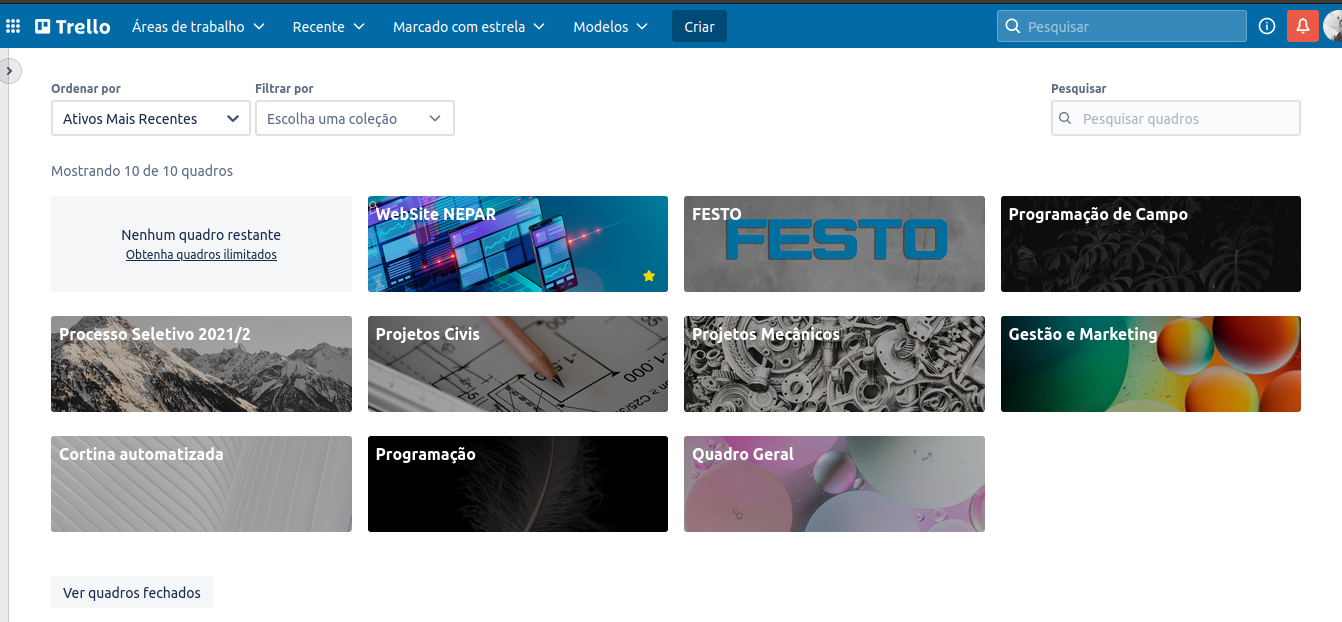 Trello
Áreas de trabalho
Recente
Marcado com estrela
Modelos
Criar
Pesquisar
Ordenar por
Filtrar por
Pesquisar
Ativos Mais Recentes
Escolha uma coleção
Pesquisar quadros
Mostrando 10 de 10 quadros
Nenhum quadro restante
Obtenha quadros ilimitados
WebSite NEPAR
FESTO
FESTO
Programação de Campo
Processo Seletivo 2021/2
Projetos Civis
Projetos Mecânicos
Gestão e Marketing
Cortina automatizada
Programação
Quadro Geral
Ver quadros fechados